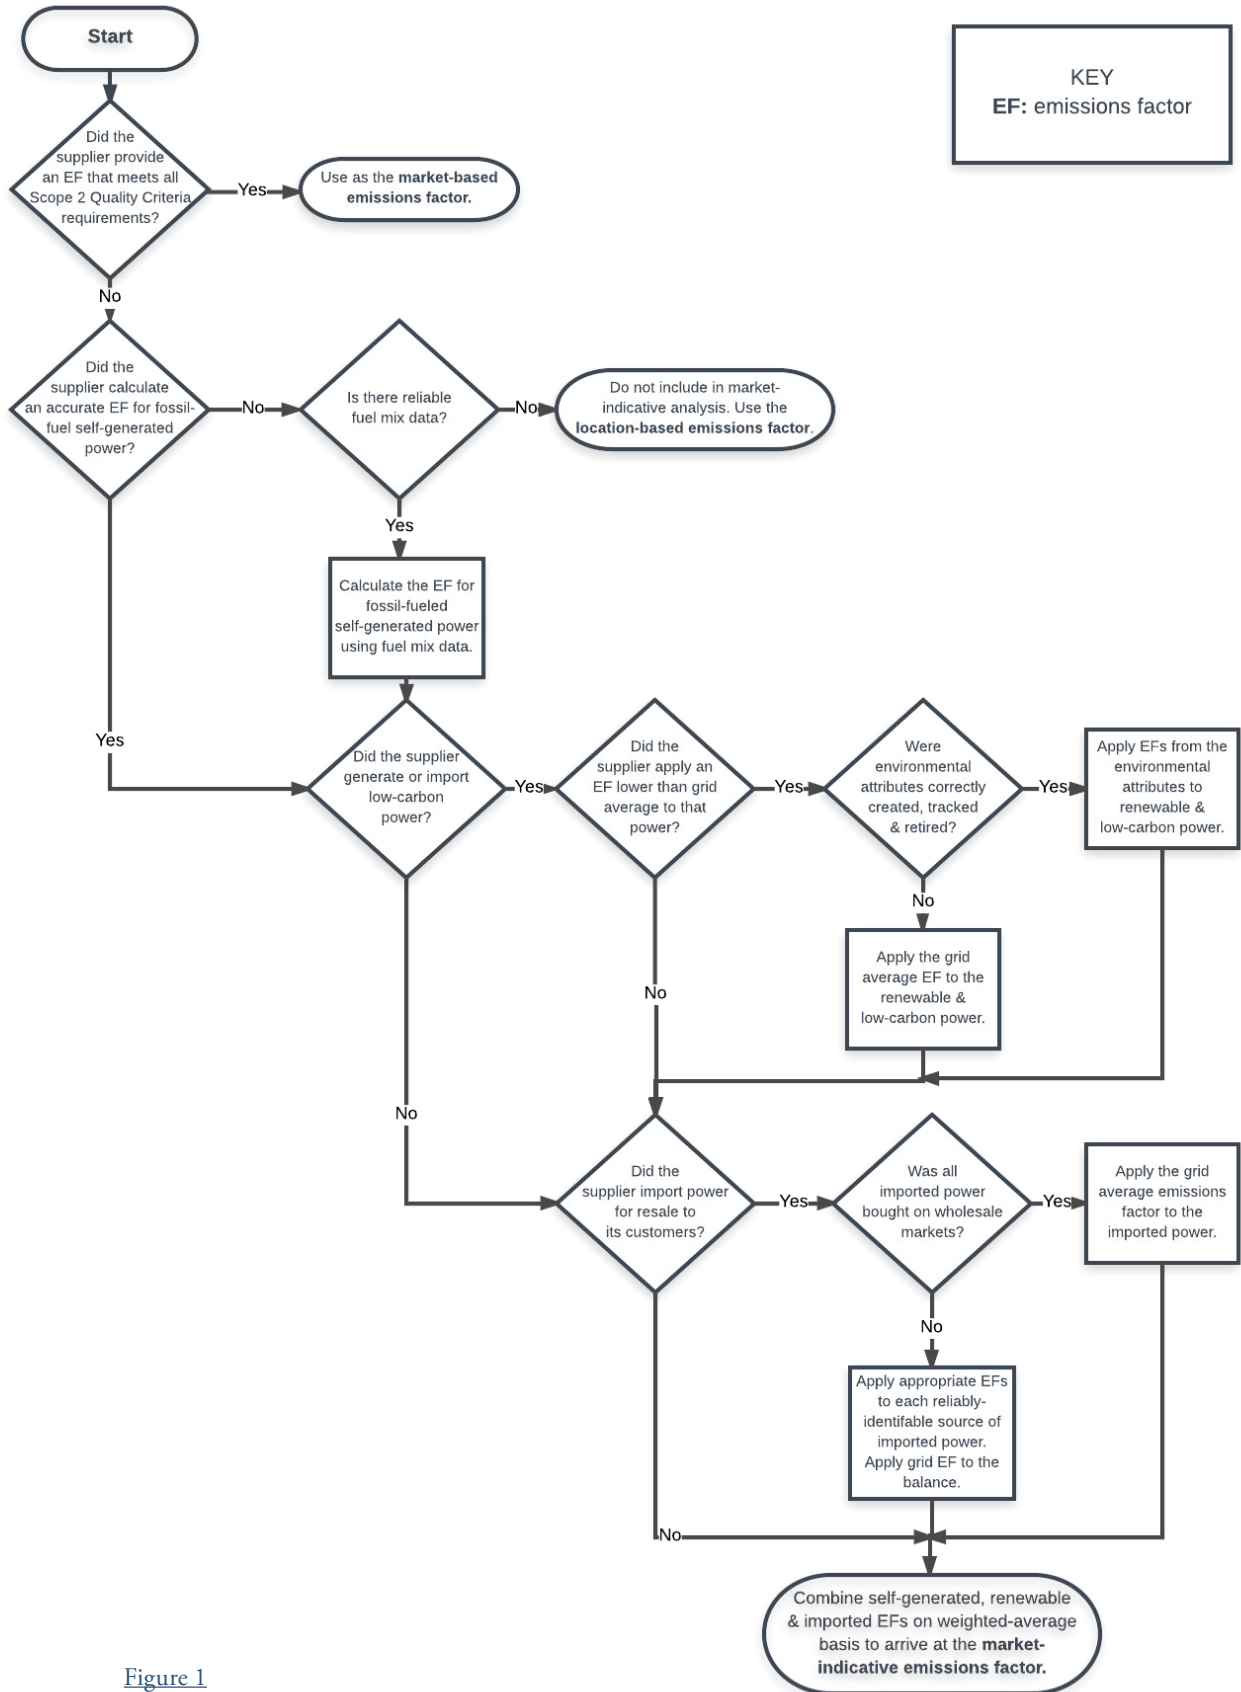 Start
KEY
EF: emissions factor
Did the
supplier provide
an EF that meets all
Scope 2 Quality Criteria
requirements?
Yes
Use as the market-based
emissions factor.
No
Did the
supplier calculate
an accurate EF for fossil-
fuel self-generated
power?
No
Is there reliable
fuel mix data?
No
Do not include in market-
indicative analysis. Use the
location-based emissions factor.
Yes
Calculate the EF for
fossil-fueled
self-generated power
using fuel mix data.
Yes
Did the supplier
generate or import
low-carbon
power?
Yes
Did the
supplier apply an
EF lower than grid
average to that
power?
Yes
Were
environmental
attributes correctly
created, tracked
& retired?
Yes
Apply EFs from the
environmental
attributes to
renewable &
low-carbon power.
No
Apply the grid
average EF to the
renewable &
low-carbon power.
No
No
Did the
supplier import power
for resale to
its customers?
Yes
Was all
imported power
bought on wholesale
markets?
Yes
Apply the grid
average emissions
factor to the
imported power.
No
Apply appropriate EFs
to each reliably-
identifable source of
imported power.
Apply grid EF to the
balance.
No
Combine self-generated, renewable
& imported EFs on weighted-average
basis to arrive at the market-
indicative emissions factor.
Figure 1